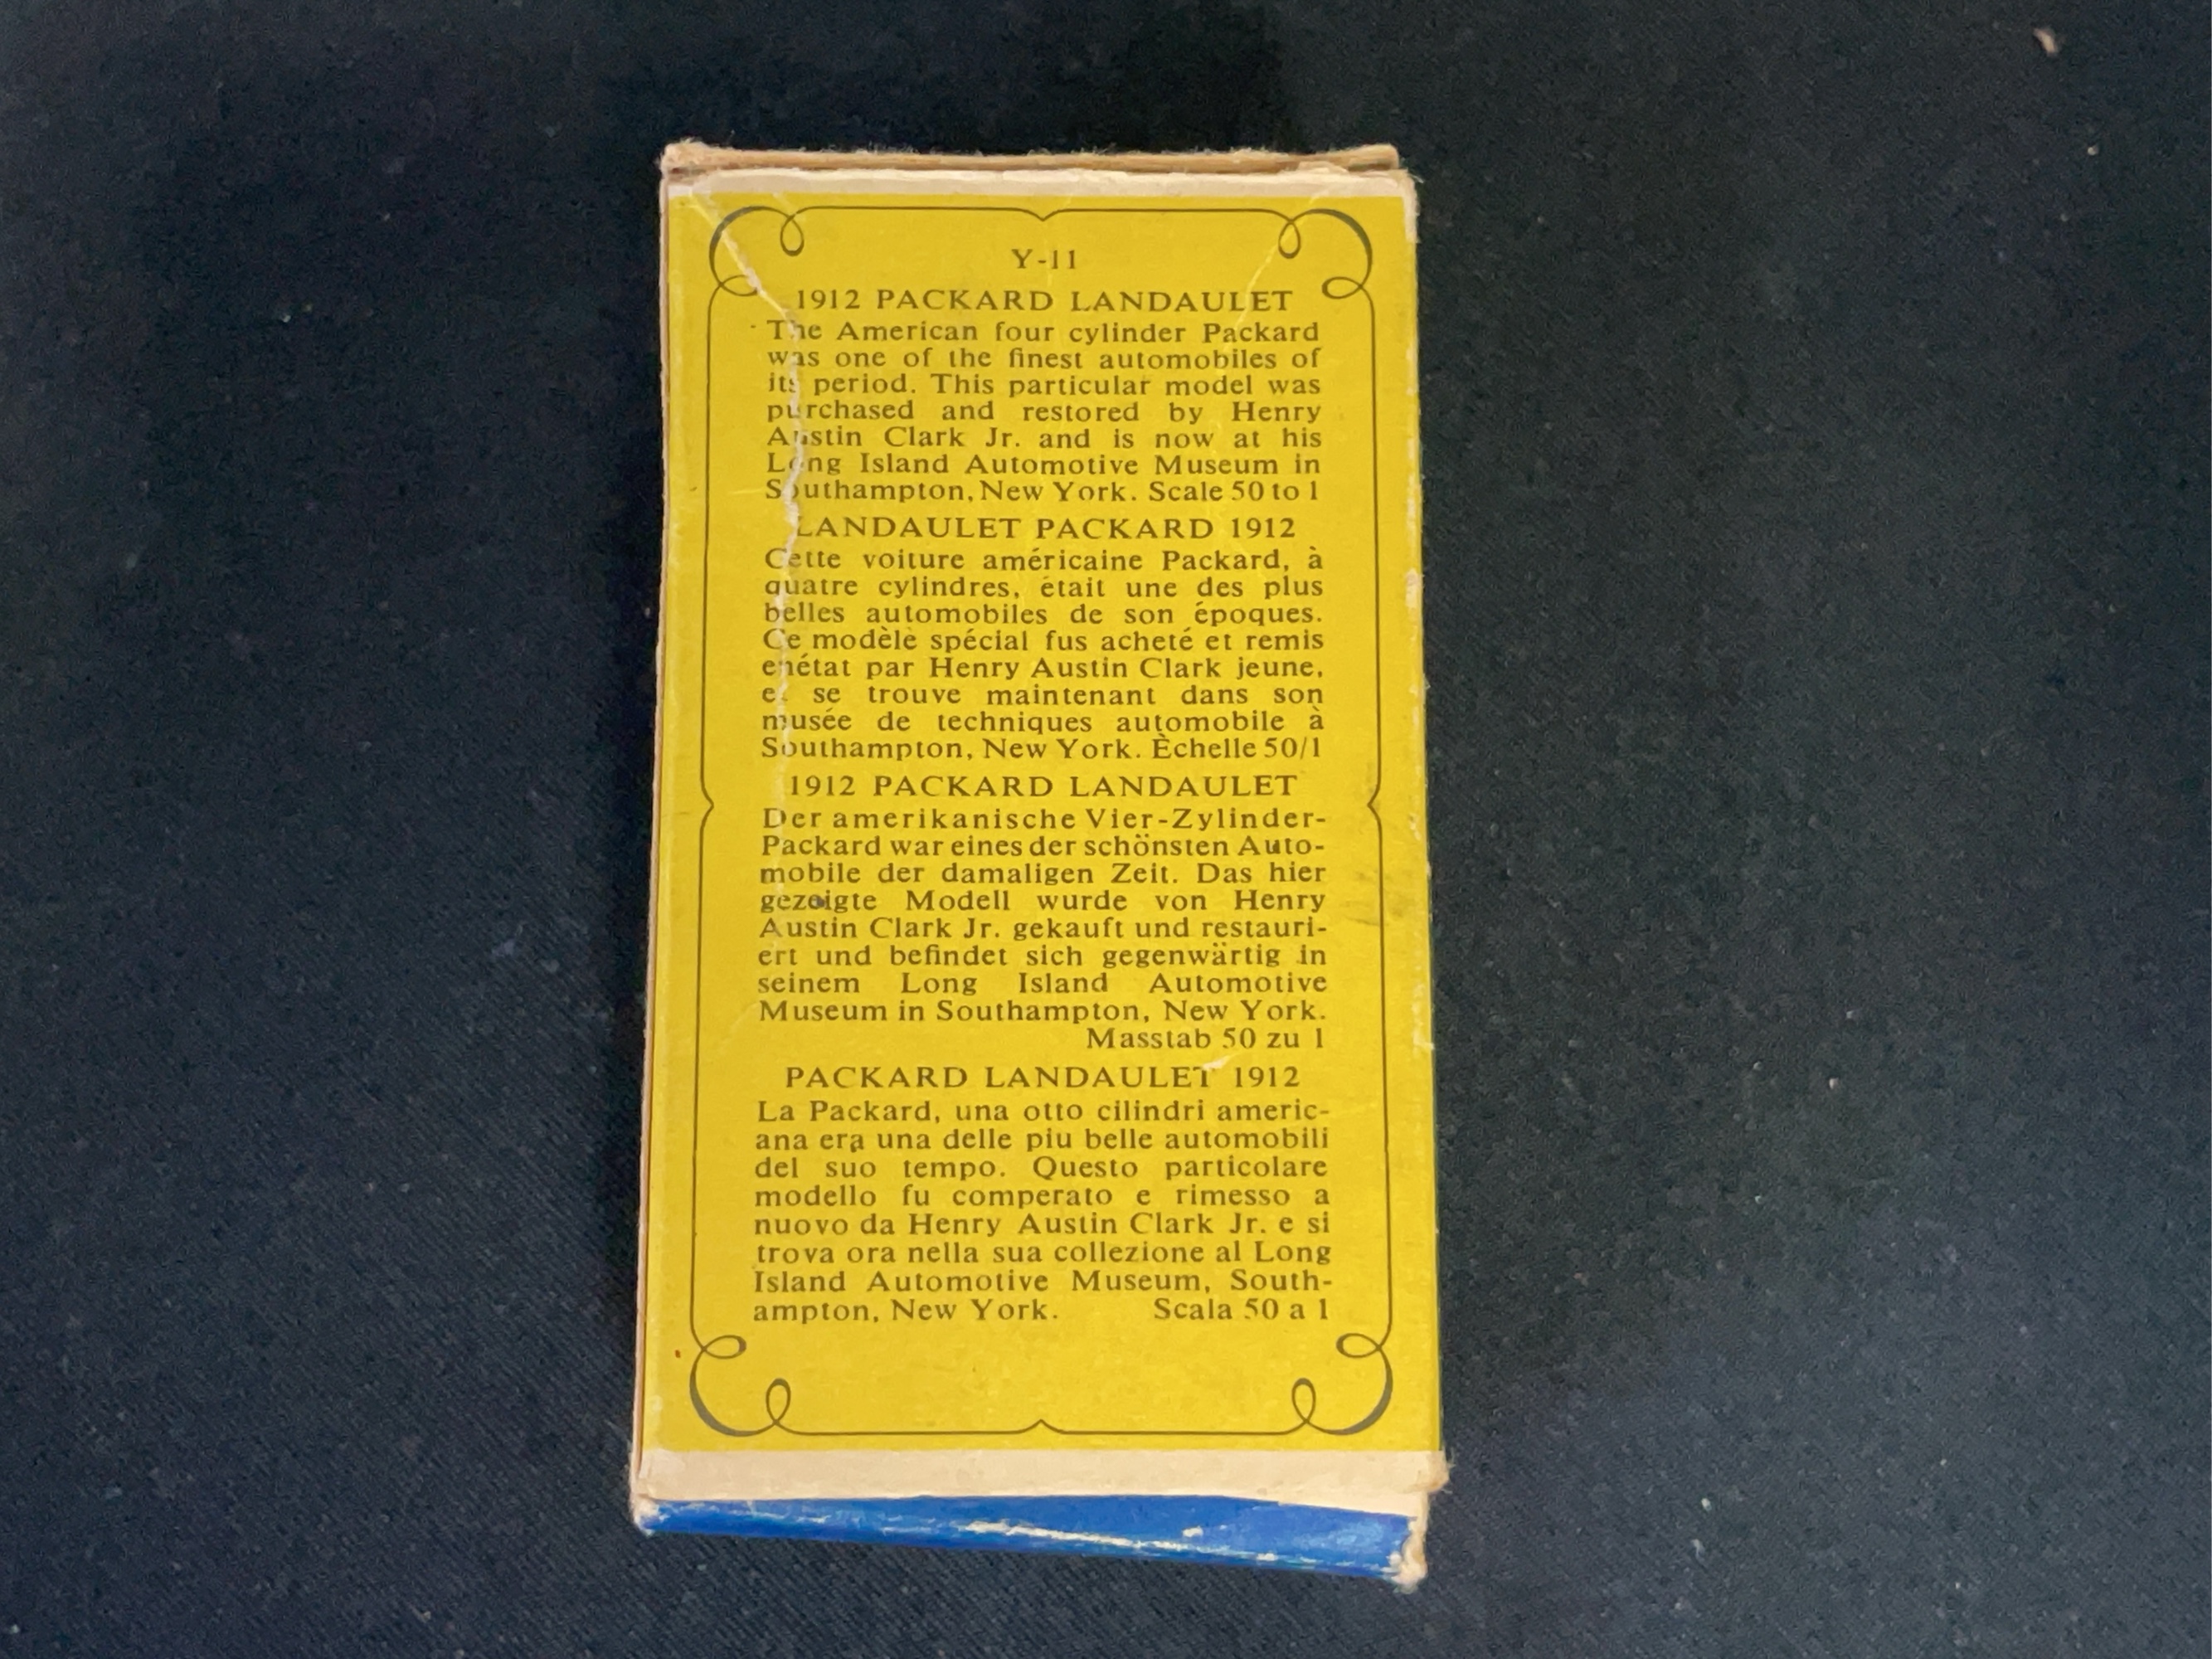 Y-11
1912 PACKARD LANDAULET
The American four cylinder Packard
was one of the finest automobiles of
its period. This particular model was
purchased and restored by Henry
Austin Clark Jr. and is now at his
Long Island Automotive Museum in
Southampton, New York. Scale 50 to 1
LANDAULET PACKARD 1912
Cette voiture américaine Packard, à
quatre cylindres, était une des plus
belles automobiles de son époques.
Ce modèle spécial fus acheté et remis
enétat par Henry Austin Clark jeune,
et se trouve maintenant dans son
musée de techniques automobile à
Southampton, New York. Èchelle 50/1
1912 PACKARD LANDAULET
Der amerikanische Vier-Zylinder-
Packard war eines der schönsten Auto-
mobile der damaligen Zeit. Das hier
gezeigte Modell wurde von Henry
Austin Clark Jr. gekauft und restauri-
ert und befindet sich gegenwärtig in
seinem Long Island Automotive
Museum in Southampton, New York.
Masstab 50 zu 1
PACKARD LANDAULET 1912
La Packard, una otto cilindri americ-
ana era una delle piu belle automobili
del suo tempo. Questo particolare
modello fu comperato e rimesso a
nuovo da Henry Austin Clark Jr. e si
trova ora nella sua collezione al Long
Island Automotive Museum, South-
ampton, New York. Scala 50 a 1